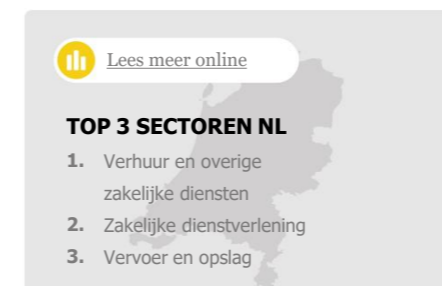 Lees meer online
TOP 3 SECTOREN NL
1. Verhuur en overige
zakelijke diensten
2. Zakelijke dienstverlening
3. Vervoer en opslag